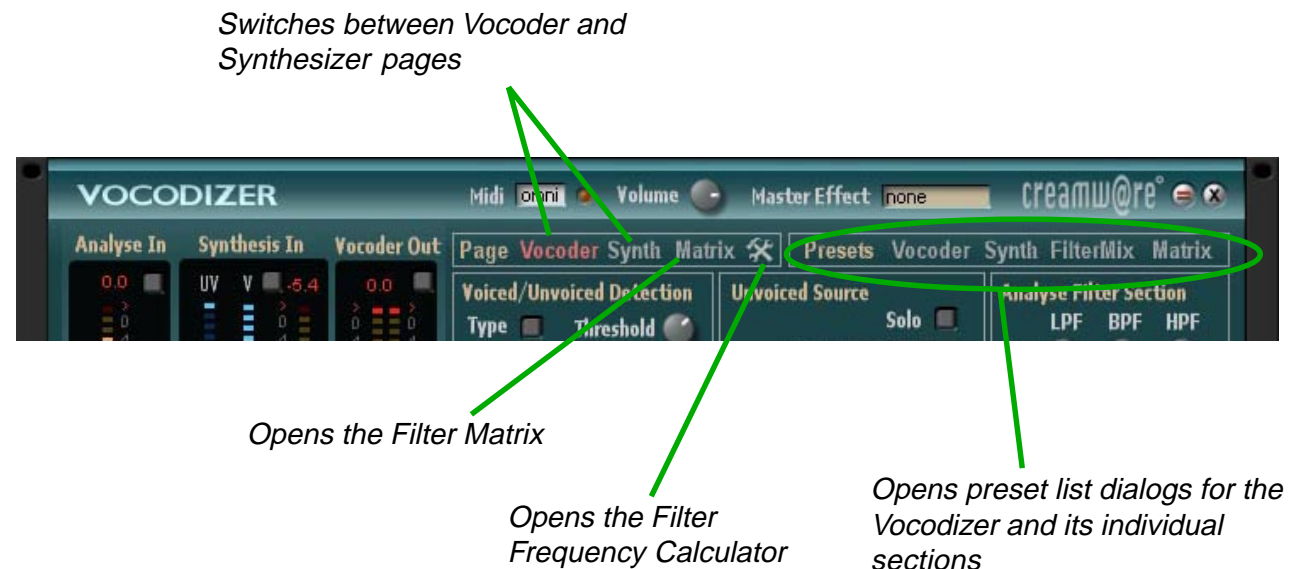 Switches between Vocoder and
Synthesizer pages
VOCODIZER
Midi omni Volume Master Effect none creamw@re°
Analyse In Synthesis In Vocoder Out
Page Vocoder Synth Matrix Presets Vocoder Synth FilterMix Matrix
0.0 UV V -5.4 0.0
Voiced/Unvoiced Detection Unvoiced Source Analyse Filter Section
Type Threshold Solo LPF BPF HPF
Opens the Filter Matrix
Opens the Filter
Frequency Calculator
Opens preset list dialogs for the
Vocodizer and its individual
sections